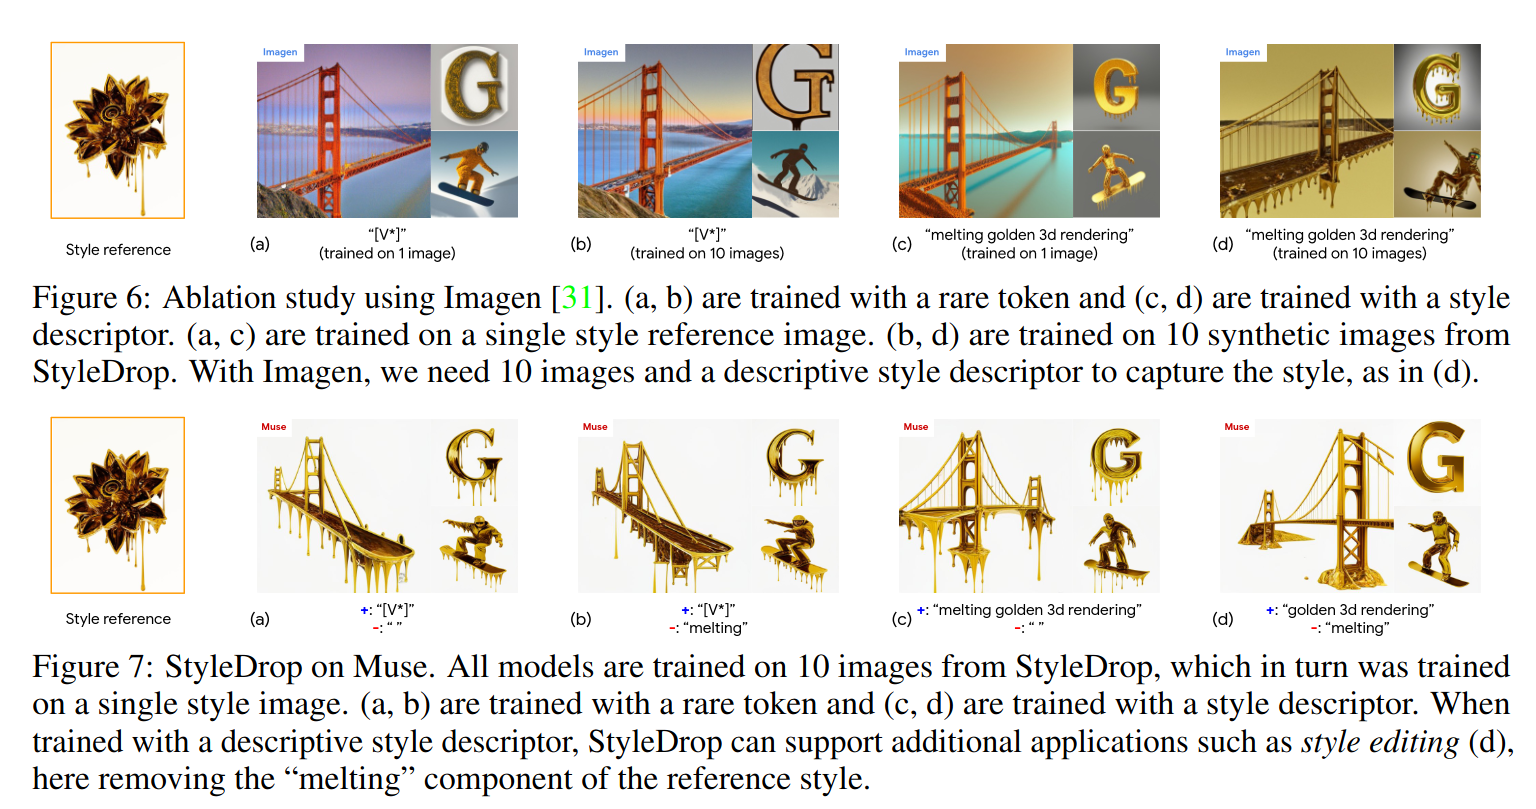 Imagen
Imagen
Imagen
Imagen
Style reference
(a)
"[V*]"
(trained on 1 image)
(b)
"[V*]"
(trained on 10 images)
(c)
"melting golden 3d rendering"
(trained on 1 image)
(d)
"melting golden 3d rendering"
(trained on 10 images)
Figure 6: Ablation study using Imagen [31]. (a, b) are trained with a rare token and (c, d) are trained with a style
descriptor. (a, c) are trained on a single style reference image. (b, d) are trained on 10 synthetic images from
StyleDrop. With Imagen, we need 10 images and a descriptive style descriptor to capture the style, as in (d).
Muse
Muse
Muse
Muse
G
G
G
G
Style reference
(a)
+: "[V*]"
-: " "
(b)
+: "[V*]"
-: "melting"
(c)
+: "melting golden 3d rendering"
-: " "
(d)
+: "golden 3d rendering"
-: "melting"
Figure 7: StyleDrop on Muse. All models are trained on 10 images from StyleDrop, which in turn was trained
on a single style image. (a, b) are trained with a rare token and (c, d) are trained with a style descriptor. When
trained with a descriptive style descriptor, StyleDrop can support additional applications such as style editing (d),
here removing the "melting" component of the reference style.